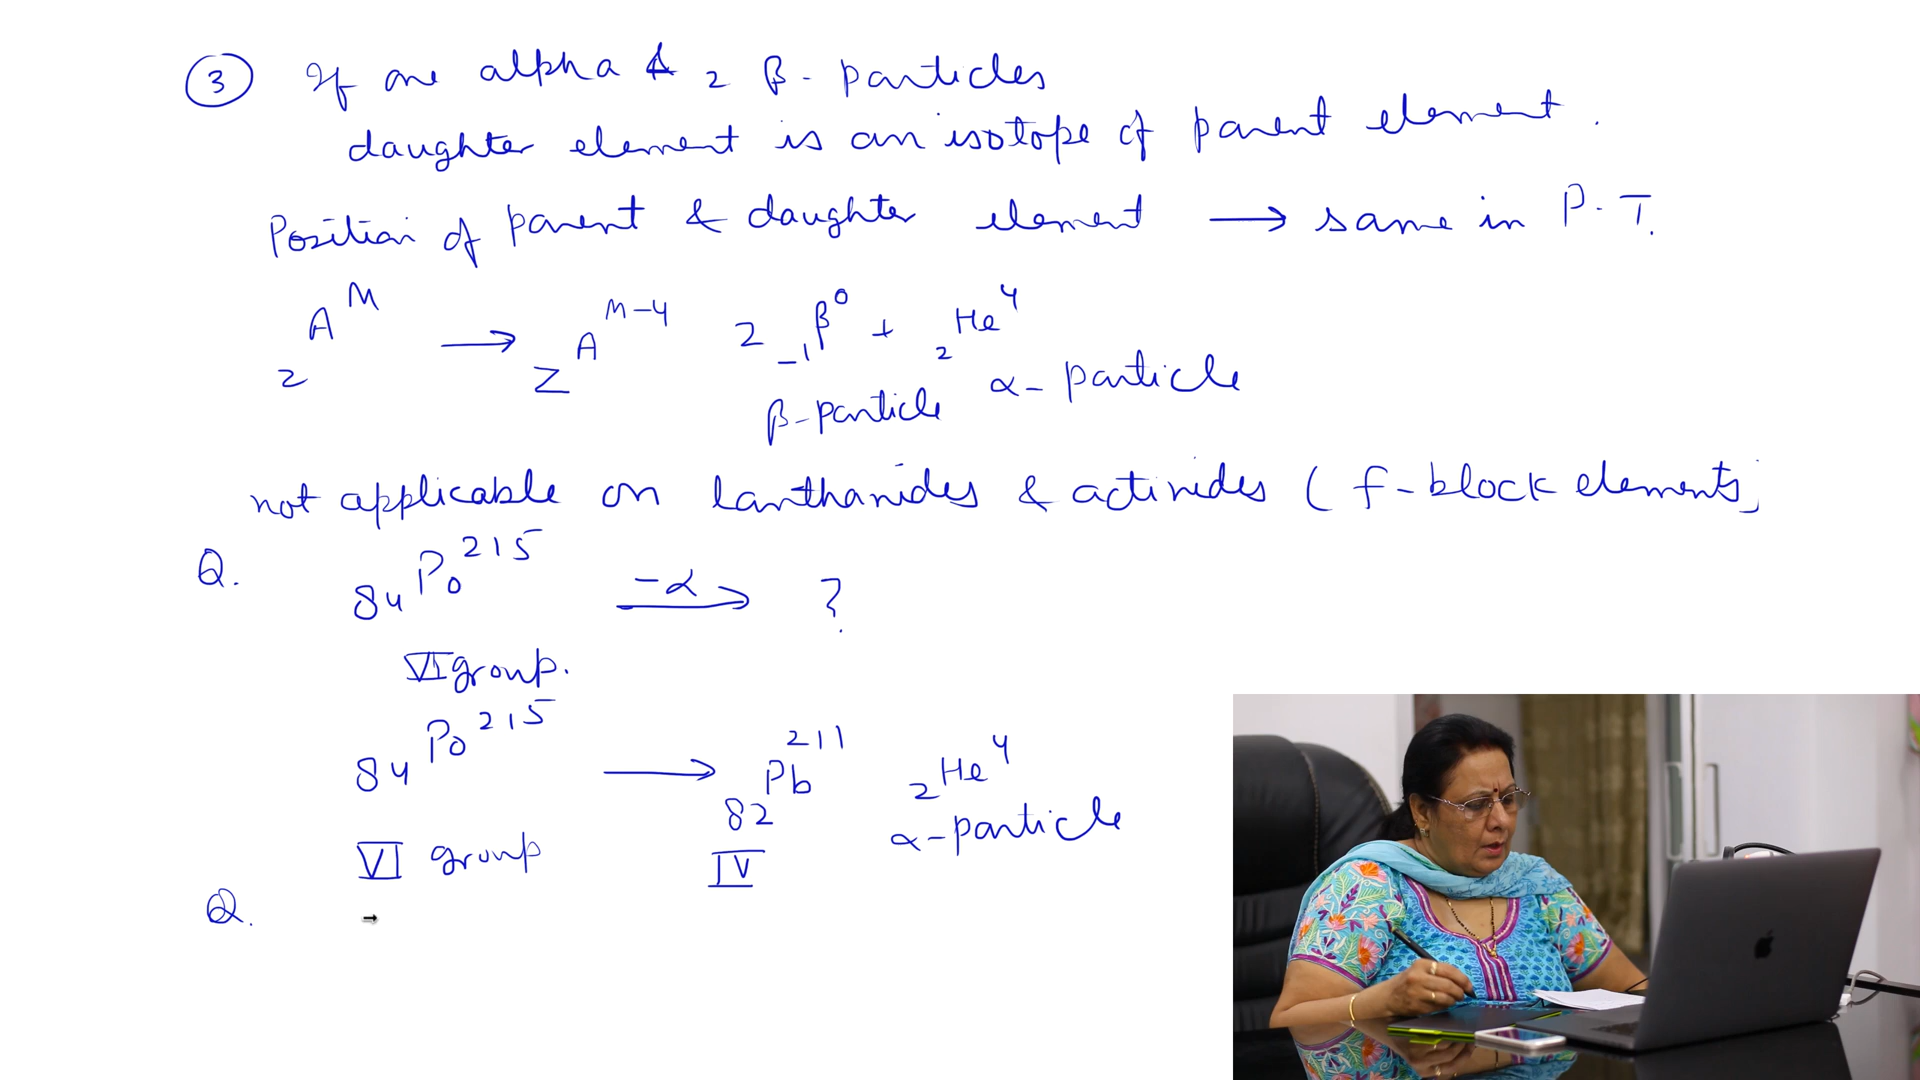 ③ If one alpha & 2 β-particles
daughter element is an isotope of parent element.
Position of parent & daughter element → same in P.T.
zA^M → zA^M-4 2 -1β^0 + 2He^4
β-particle α-particle
not applicable on lanthanides & actinides (f-block elements)
Q. 84Po^215 -α→ ?
VI group.
84Po^215 → 82Pb^211 2He^4
α-particle
VI group IV
Q.